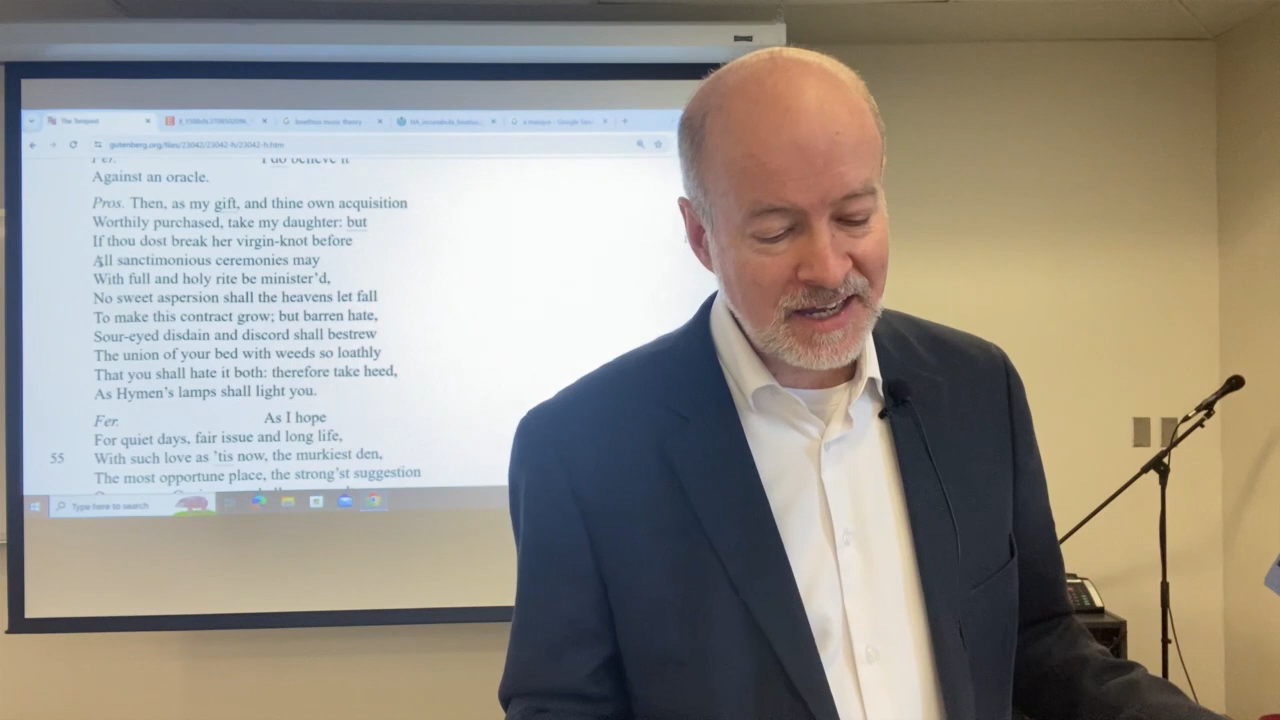 The Tempest
gutenberg.org/files/23042/23042-h/23042-h.htm
Fer. I do believe it
Against an oracle.
Pros. Then, as my gift, and thine own acquisition
Worthily purchased, take my daughter: but
If thou dost break her virgin-knot before
All sanctimonious ceremonies may
With full and holy rite be minister’d,
No sweet aspersion shall the heavens let fall
To make this contract grow; but barren hate,
Sour-eyed disdain and discord shall bestrew
The union of your bed with weeds so loathly
That you shall hate it both: therefore take heed,
As Hymen’s lamps shall light you.
Fer. As I hope
For quiet days, fair issue and long life,
55 With such love as ’tis now, the murkiest den,
The most opportune place, the strong’st suggestion
Type here to search